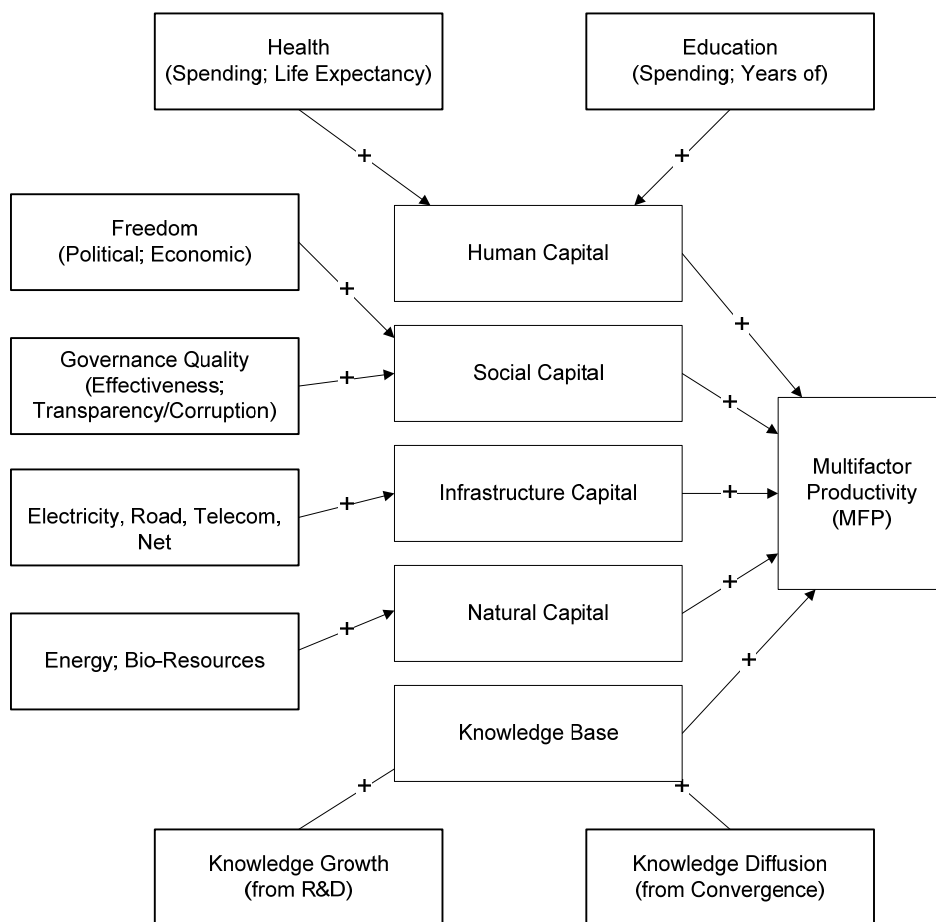 Health
(Spending; Life Expectancy)
Education
(Spending; Years of)
+
+
Freedom
(Political; Economic)
Human Capital
+
+
Governance Quality
(Effectiveness;
Transparency/Corruption)
+
Social Capital
+
Electricity, Road, Telecom,
Net
+
Infrastructure Capital
+
Multifactor
Productivity
(MFP)
Energy; Bio-Resources
+
Natural Capital
+
Knowledge Base
+
+
+
Knowledge Growth
(from R&D)
Knowledge Diffusion
(from Convergence)